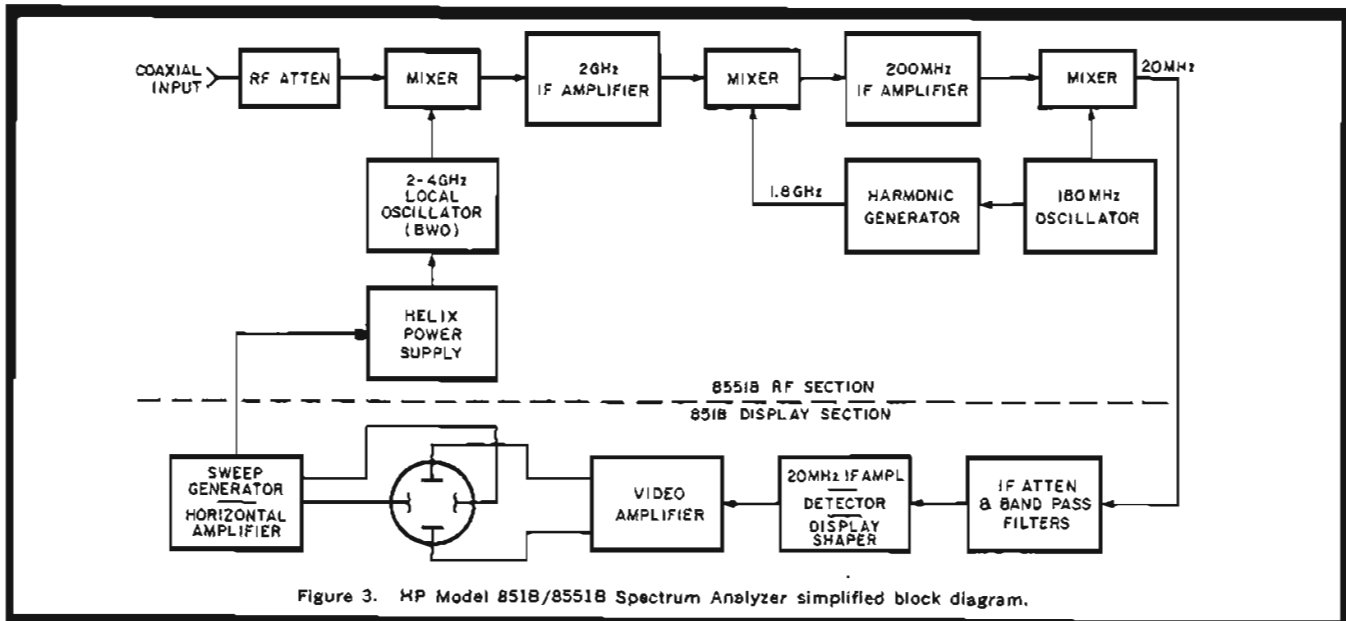 COAXIAL
INPUT
RF ATTEN
MIXER
2GHz
IF AMPLIFIER
MIXER
200MHz
IF AMPLIFIER
MIXER
20MHz
2-4GHz
LOCAL
OSCILLATOR
(BWO)
1.8GHz
HARMONIC
GENERATOR
180MHz
OSCILLATOR
HELIX
POWER
SUPPLY
8551B RF SECTION
851B DISPLAY SECTION
SWEEP
GENERATOR
HORIZONTAL
AMPLIFIER
VIDEO
AMPLIFIER
20MHz IF AMPL
DETECTOR
DISPLAY
SHAPER
IF ATTEN
& BAND PASS
FILTERS
Figure 3. HP Model 851B/8551B Spectrum Analyzer simplified block diagram.